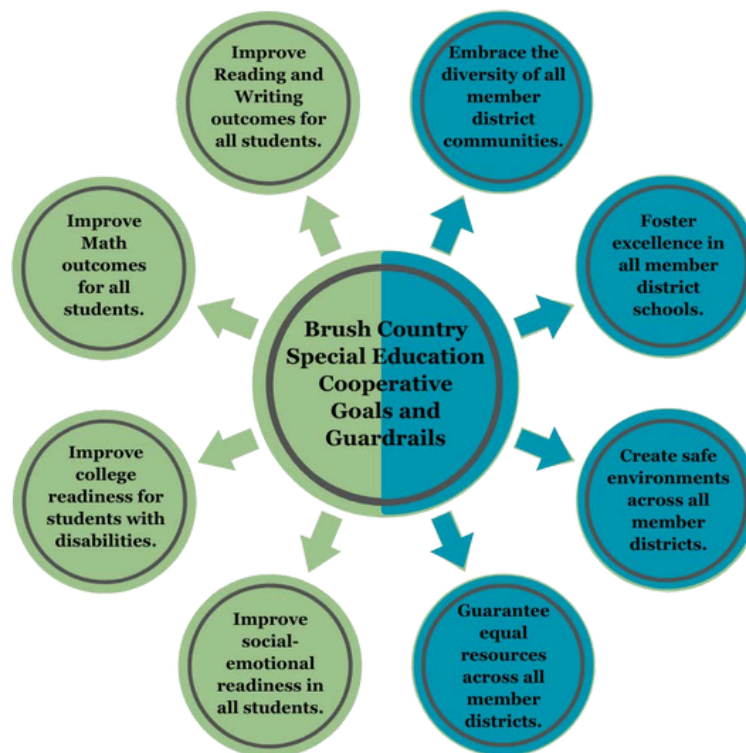 Improve
Reading and
Writing
outcomes for
all students.
Embrace the
diversity of all
member
district
communities.
Improve
Math
outcomes
for all
students.
Foster
excellence in
all member
district
schools.
Brush Country
Special Education
Cooperative
Goals and
Guardrails
Improve
college
readiness for
students with
disabilities.
Create safe
environments
across all
member
districts.
Improve
social-
emotional
readiness in
all students.
Guarantee
equal
resources
across all
member
districts.